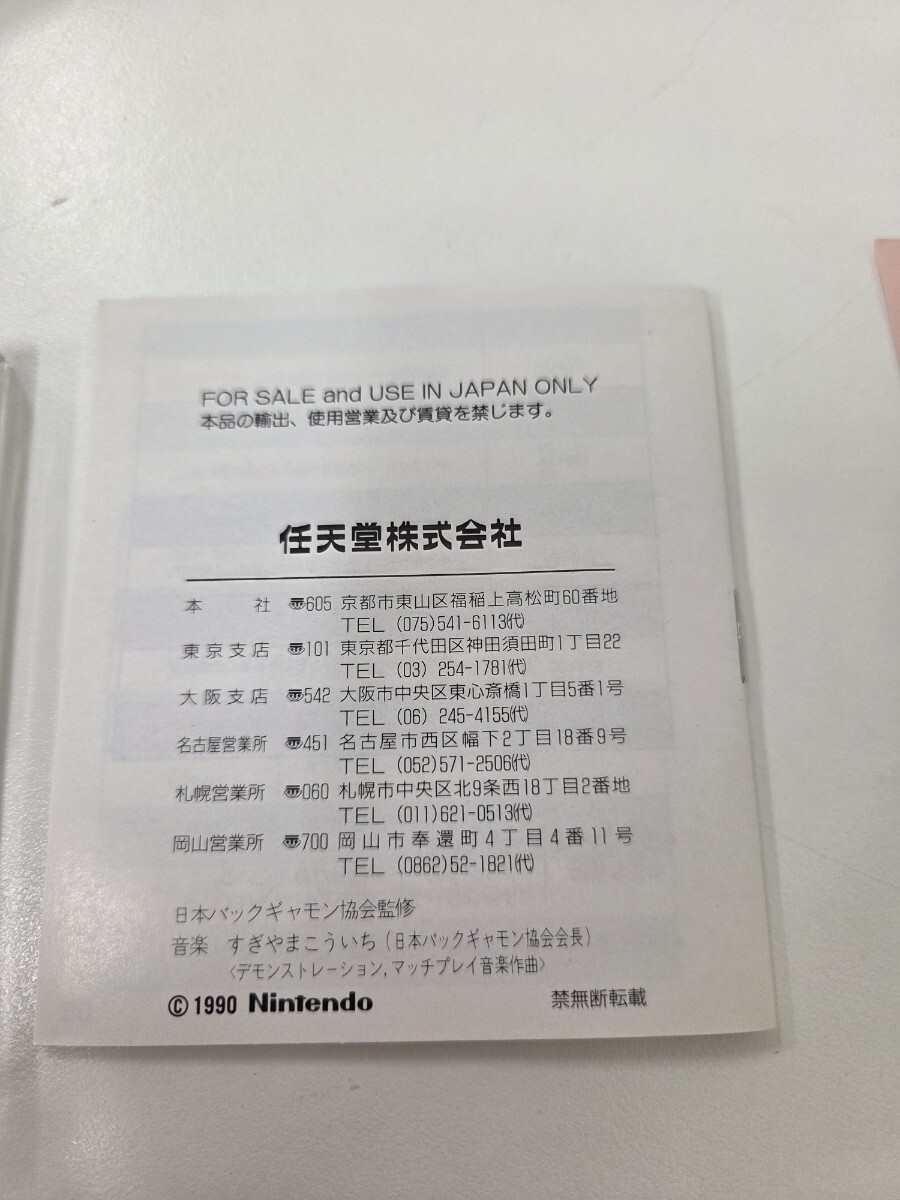 FOR SALE and USE IN JAPAN ONLY
本品の輸出、使用営業及び賃貸を禁じます。
任天堂株式会社
本 社 〒605 京都市東山区福稲上高松町60番地
TEL (075)541-6113(代)
東京支店 〒101 東京都千代田区神田須田町1丁目22
TEL (03) 254-1781(代)
大阪支店 〒542 大阪市中央区東心斎橋1丁目5番1号
TEL (06) 245-4155(代)
名古屋営業所 〒451 名古屋市西区幅下2丁目18番9号
TEL (052)571-2506(代)
札幌営業所 〒060 札幌市中央区北9条西18丁目2番地
TEL (011)621-0513(代)
岡山営業所 〒700 岡山市奉還町4丁目4番11号
TEL (0862)52-1821(代)
日本バックギャモン協会監修
音楽 すぎやまこういち(日本バックギャモン協会会長)
〈デモンストレーション,マッチプレイ音楽作曲〉
©1990 Nintendo 禁無断転載